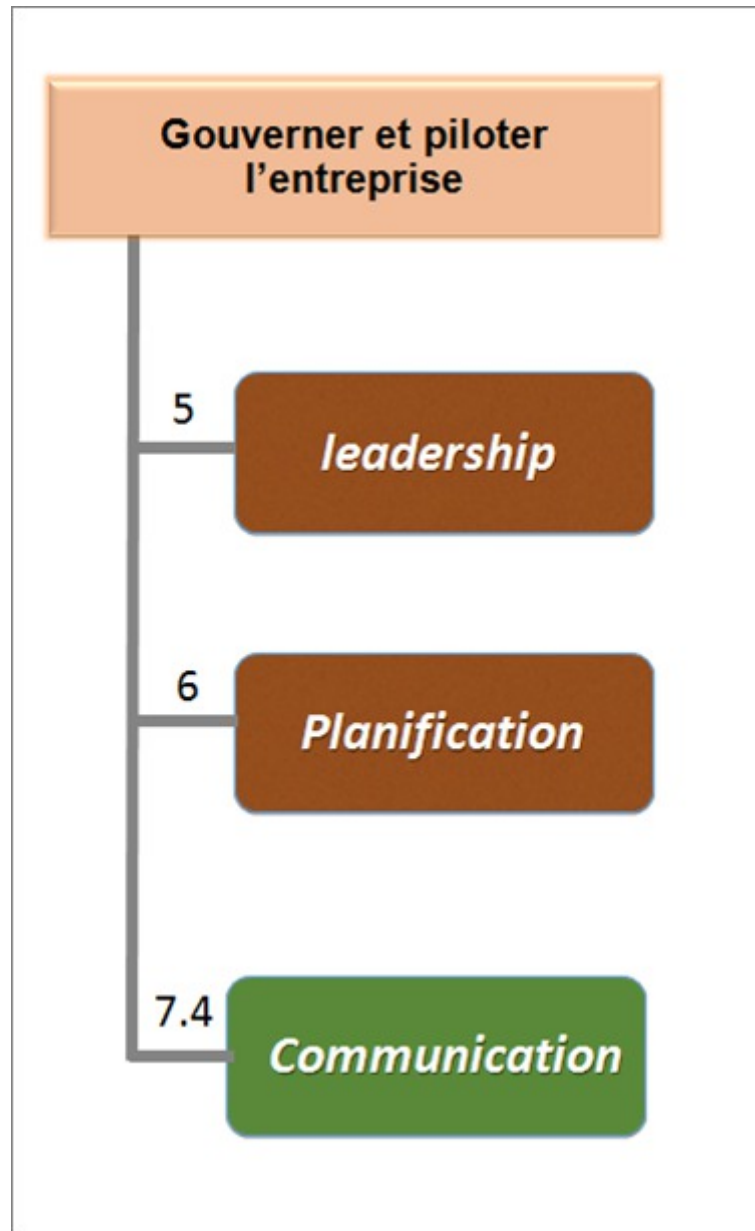 Gouverner et piloter
l’entreprise
5
leadership
6
Planification
7.4
Communication